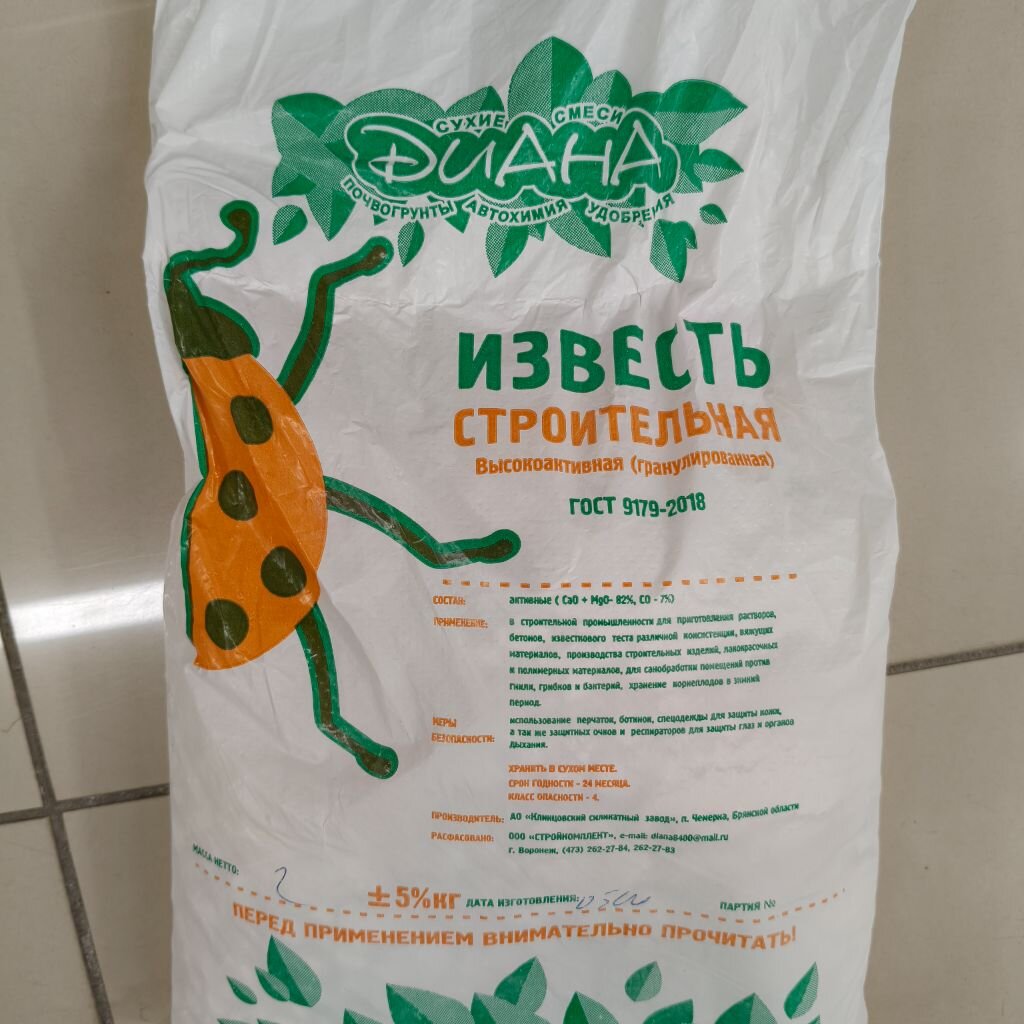 СУХИЕ СМЕСИ
ДИАНА
ПОЧВОГРУНТЫ АВТОХИМИЯ УДОБРЕНИЯ
ИЗВЕСТЬ
СТРОИТЕЛЬНАЯ
Высокоактивная (гранулированная)
ГОСТ 9179-2018
СОСТАВ: активные ( CaO + MgO- 82%, CO - 7%)
ПРИМЕНЕНИЕ: в строительной промышленности для приготовления растворов,
бетонов, известкового теста различной консистенции, вяжущих
материалов, производства строительных изделий, лакокрасочных
и полимерных материалов, для санобработки помещений против
гнили, грибков и бактерий, хранение корнеплодов в зимний
период.
МЕРЫ БЕЗОПАСНОСТИ: использование перчаток, ботинок, спецодежды для защиты кожи,
а так же защитных очков и респираторов для защиты глаз и органов
дыхания.
ХРАНИТЬ В СУХОМ МЕСТЕ.
СРОК ГОДНОСТИ - 24 МЕСЯЦА.
КЛАСС ОПАСНОСТИ - 4.
ПРОИЗВОДИТЕЛЬ: АО «Клинцовский силикатный завод», п. Чемерна, Брянской области
РАСФАСОВАНО: ООО «СТРОЙКОМПЛЕКТ», e-mail: diana8400@mail.ru
г. Воронеж, (473) 262-27-84, 262-27-83
МАССА НЕТТО: 2 ± 5%КГ ДАТА ИЗГОТОВЛЕНИЯ: ПАРТИЯ №
ПЕРЕД ПРИМЕНЕНИЕМ ВНИМАТЕЛЬНО ПРОЧИТАТЬ!